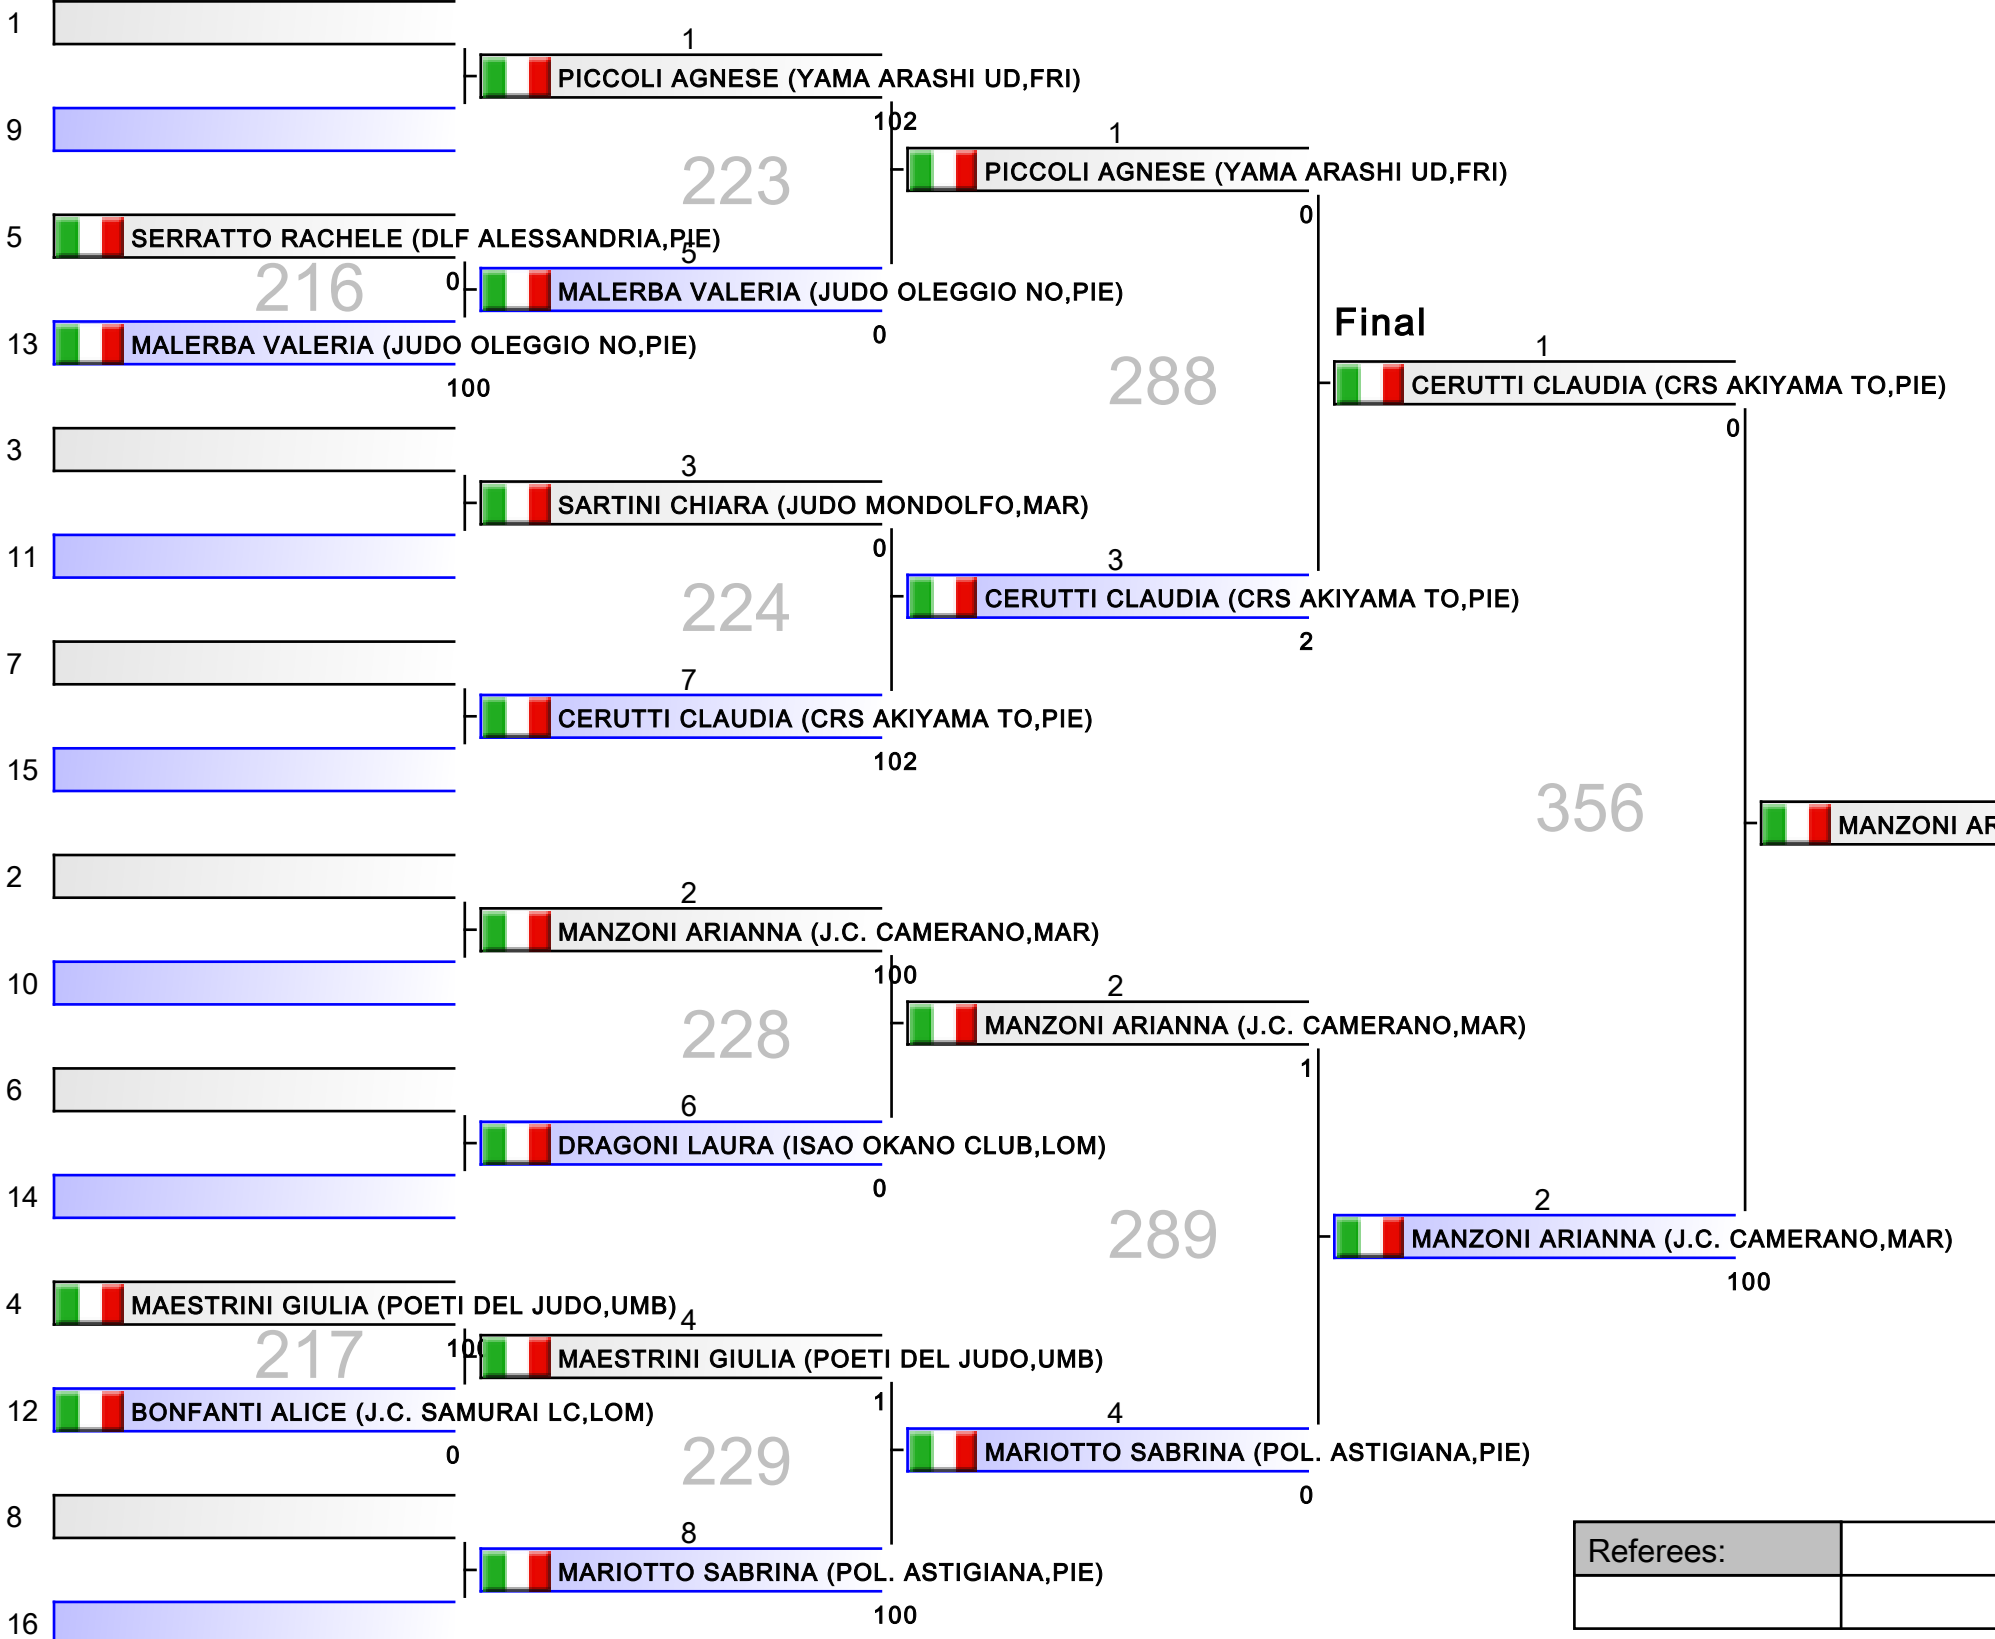 1
1
PICCOLI AGNESE (YAMA ARASHI UD,FRI)
102
9
1
223
PICCOLI AGNESE (YAMA ARASHI UD,FRI)
0
5
SERRATTO RACHELE (DLF ALESSANDRIA,PIE)
5
216
0
MALERBA VALERIA (JUDO OLEGGIO NO,PIE)
0
13
MALERBA VALERIA (JUDO OLEGGIO NO,PIE)
100
288
Final
1
CERUTTI CLAUDIA (CRS AKIYAMA TO,PIE)
0
3
3
SARTINI CHIARA (JUDO MONDOLFO,MAR)
0
11
3
224
CERUTTI CLAUDIA (CRS AKIYAMA TO,PIE)
2
7
7
CERUTTI CLAUDIA (CRS AKIYAMA TO,PIE)
102
15
356
MANZONI AR
2
2
MANZONI ARIANNA (J.C. CAMERANO,MAR)
100
10
2
228
MANZONI ARIANNA (J.C. CAMERANO,MAR)
1
6
6
DRAGONI LAURA (ISAO OKANO CLUB,LOM)
0
14
289
2
MANZONI ARIANNA (J.C. CAMERANO,MAR)
100
4
MAESTRINI GIULIA (POETI DEL JUDO,UMB)
4
217
100
MAESTRINI GIULIA (POETI DEL JUDO,UMB)
1
12
BONFANTI ALICE (J.C. SAMURAI LC,LOM)
0
4
229
MARIOTTO SABRINA (POL. ASTIGIANA,PIE)
0
8
8
MARIOTTO SABRINA (POL. ASTIGIANA,PIE)
100
16
Referees: